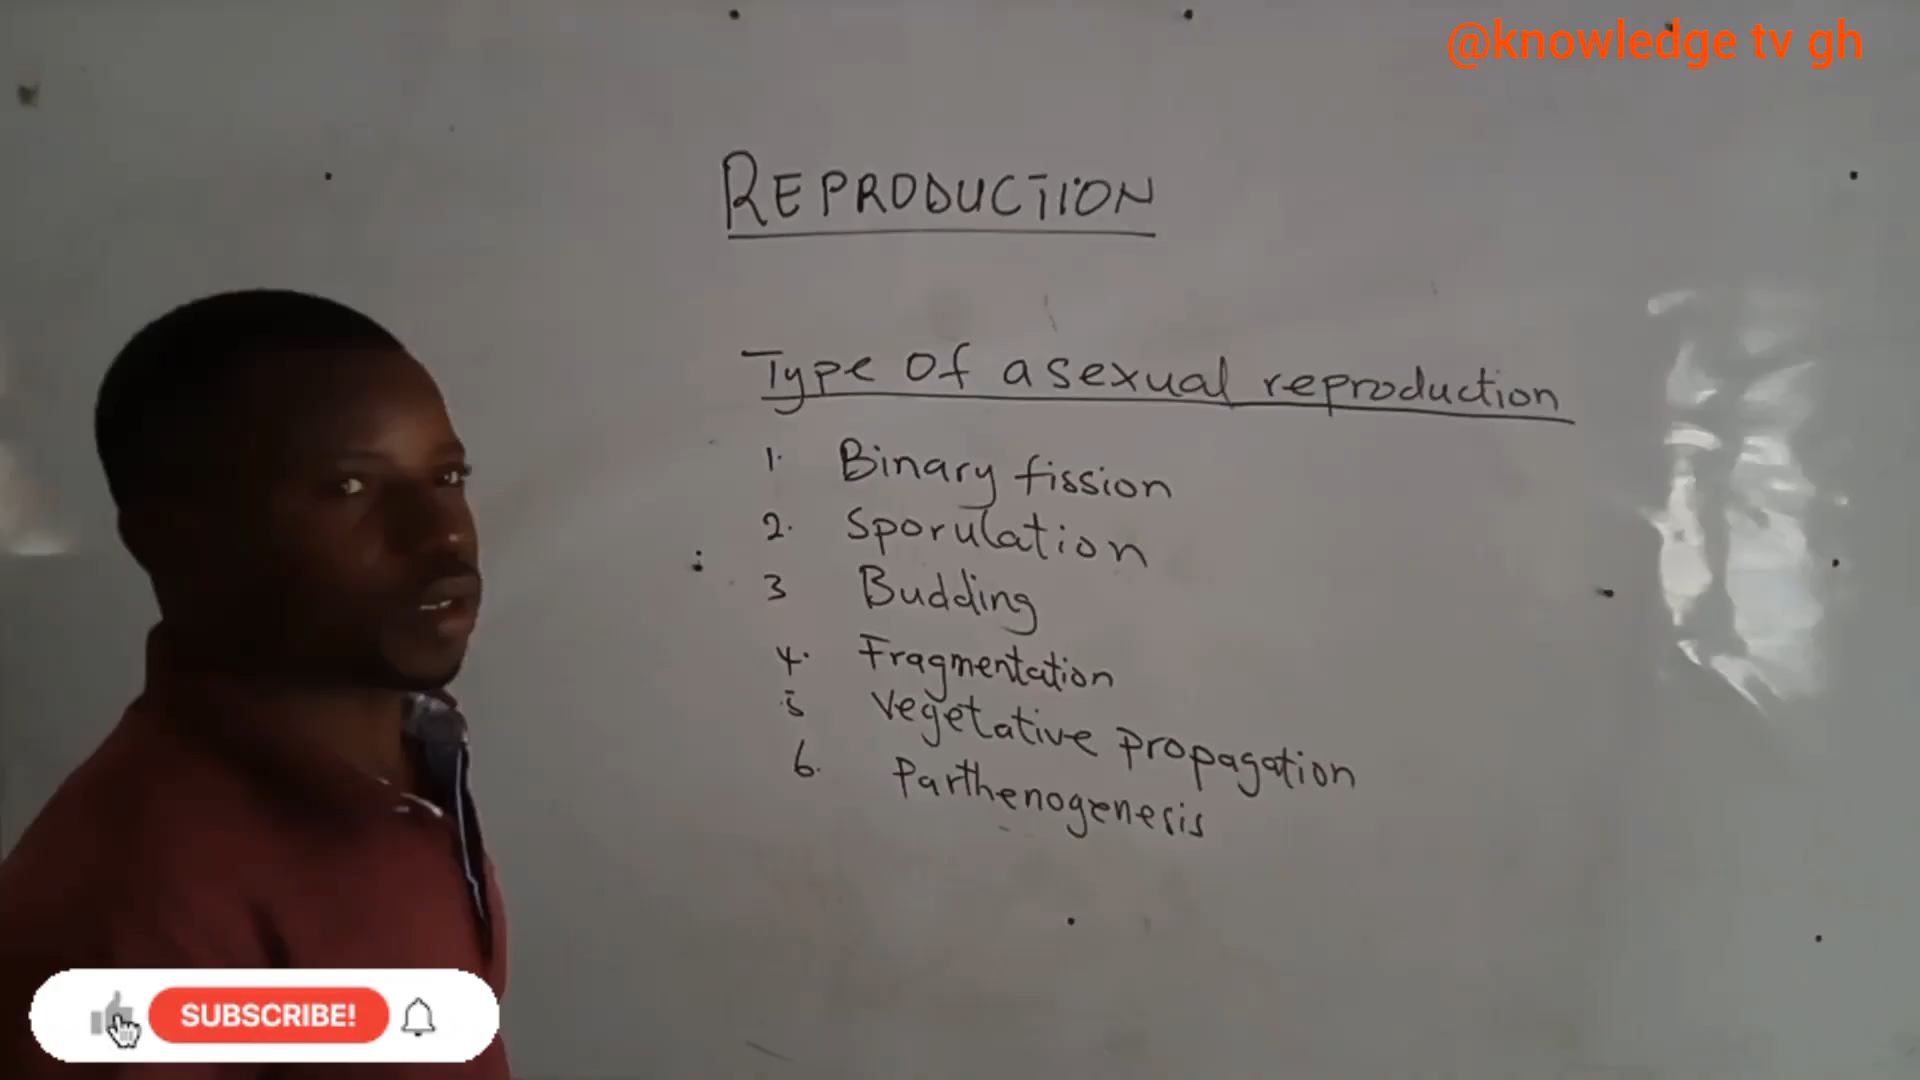 @knowledge tv gh
REPRODUCTION
Type of asexual reproduction
1. Binary fission
2. Sporulation
3 Budding
4. Fragmentation
5 Vegetative propagation
6. Parthenogenesis
SUBSCRIBE!